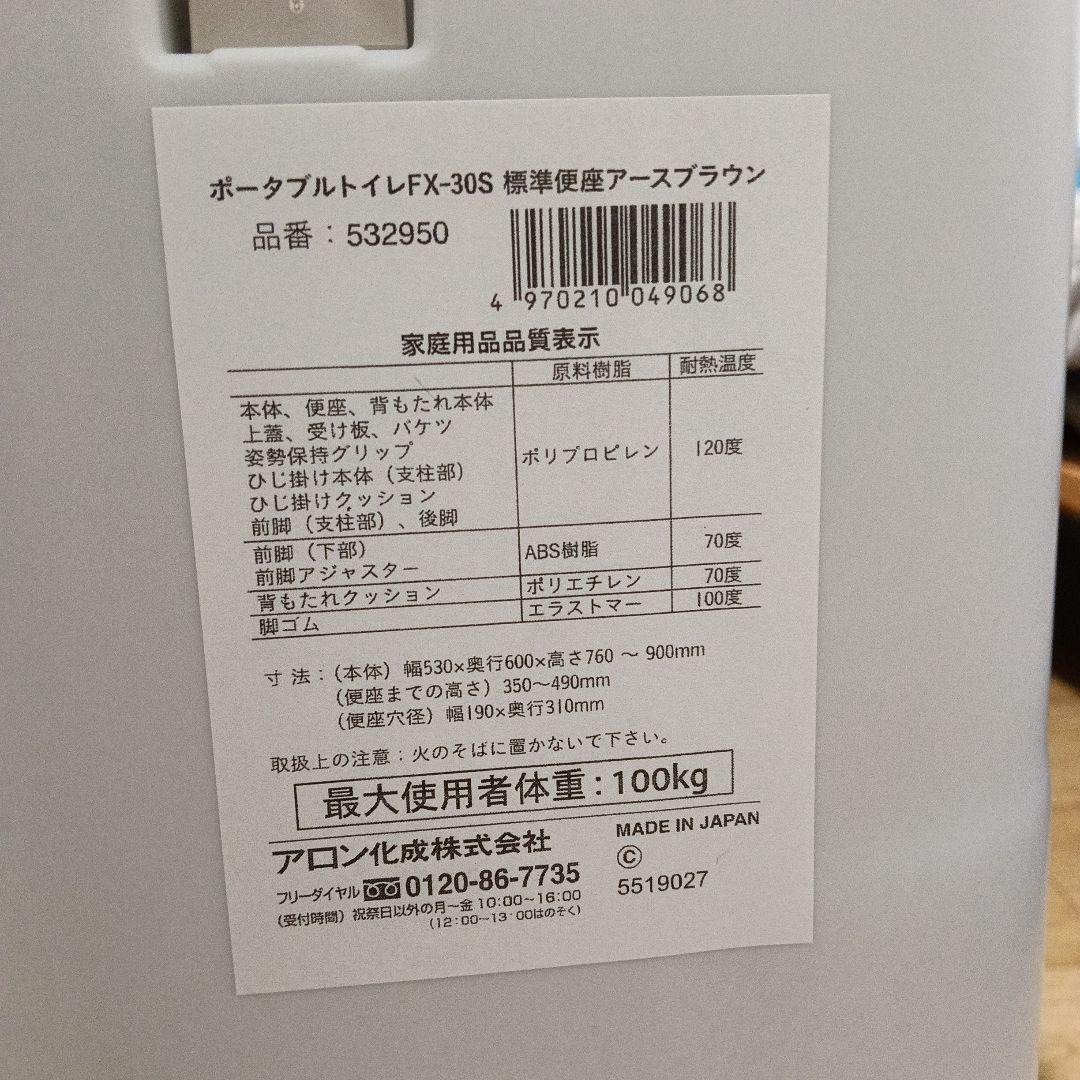 ポータブルトイレFX-30S 標準便座アースブラウン
品番：532950
4 970210 049068
家庭用品品質表示
原料樹脂 耐熱温度
本体、便座、背もたれ本体
上蓋、受け板、バケツ
姿勢保持グリップ
ひじ掛け本体（支柱部）
ひじ掛けクッション
前脚（支柱部）、後脚
ポリプロピレン 120度
前脚（下部）
前脚アジャスター
ABS樹脂 70度
背もたれクッション ポリエチレン 70度
脚ゴム エラストマー 100度
寸 法：（本体）幅530×奥行600×高さ760 ～ 900mm
（便座までの高さ）350～490mm
（便座穴径）幅190×奥行310mm
取扱上の注意：火のそばに置かないで下さい。
最大使用者体重：100kg
アロン化成株式会社
MADE IN JAPAN
フリーダイヤル 0120-86-7735
Ⓒ
5519027
（受付時間）祝祭日以外の月～金 10:00～16:00
（12:00～13:00はのぞく）